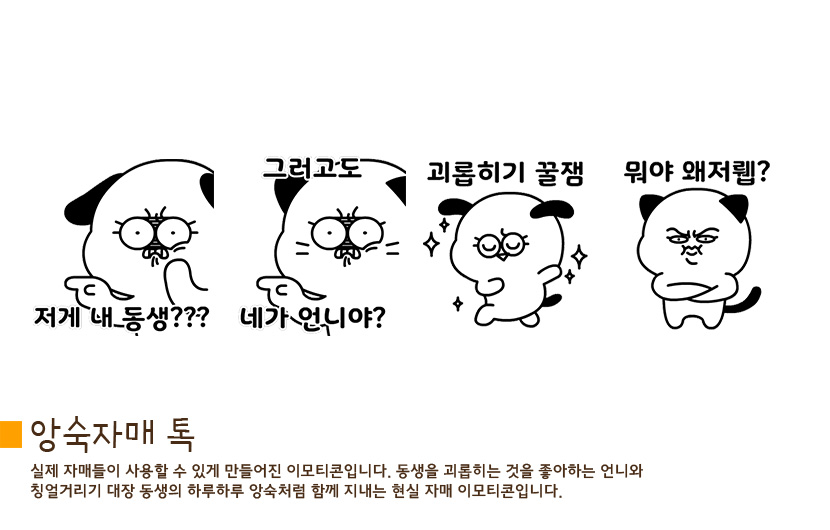 그러고도
괴롭히기 꿀잼
뭐야 왜저뤱?
저게 내 동생???
네가 언니야?
앙숙자매 톡
실제 자매들이 사용할 수 있게 만들어진 이모티콘입니다. 동생을 괴롭히는 것을 좋아하는 언니와
칭얼거리기 대장 동생의 하루하루 앙숙처럼 함께 지내는 현실 자매 이모티콘입니다.